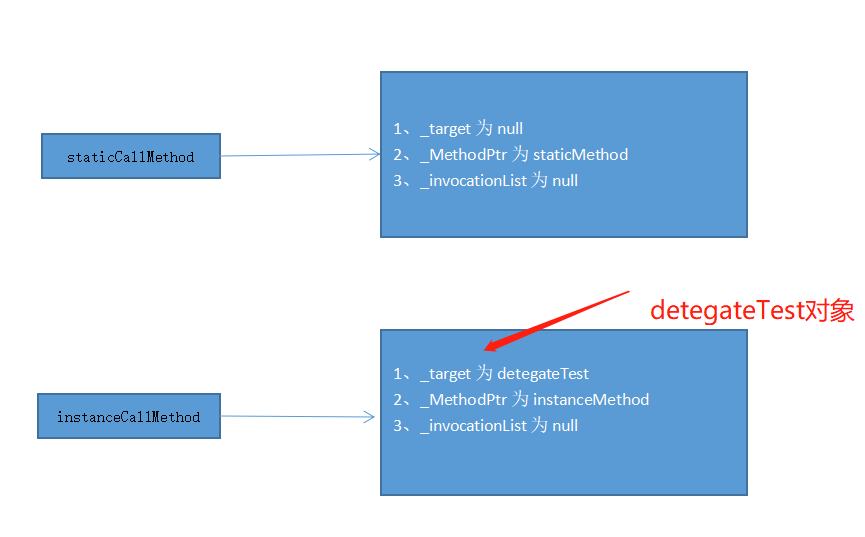 1、_target 为 null
staticCallMethod
2、_MethodPtr 为 staticMethod
3、_invocationList 为 null
detegateTest对象
1、_target 为 detegateTest
2、_MethodPtr 为 instanceMethod
instanceCallMethod
3、_invocationList 为 null